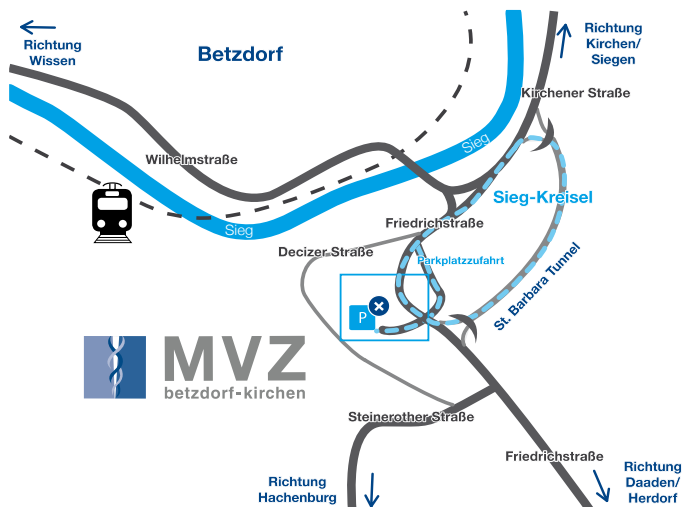 Richtung
Wissen
Betzdorf
Richtung
Kirchen/
Siegen
Kirchener Straße
Sieg
Wilhelmstraße
Sieg-Kreisel
Sieg
Friedrichstraße
Decizer Straße
Parkplatzzufahrt
St. Barbara Tunnel
P
MVZ
betzdorf-kirchen
Steinerother Straße
Friedrichstraße
Richtung
Hachenburg
Richtung
Daaden/
Herdorf